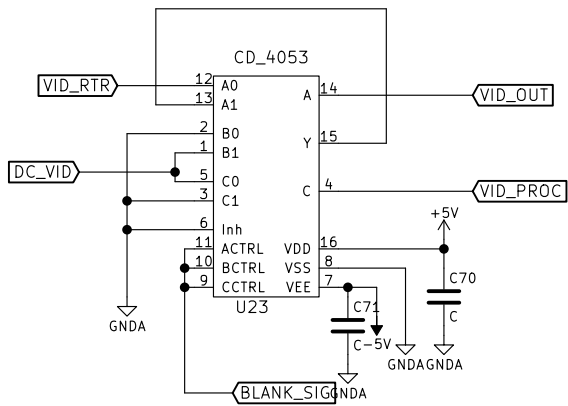 CD_4053
VID_RTR 12 A0 A 14 VID_OUT
13 A1
2 B0 Y 15
1 B1
DC_VID 5 C0 C 4 VID_PROC
3 C1
+5V
6 Inh
11 ACTRL VDD 16
10 BCTRL VSS 8
9 CCTRL VEE 7
C70
U23 C71
C
GNDA C -5V
GNDA GNDA
BLANK_SIG GNDA